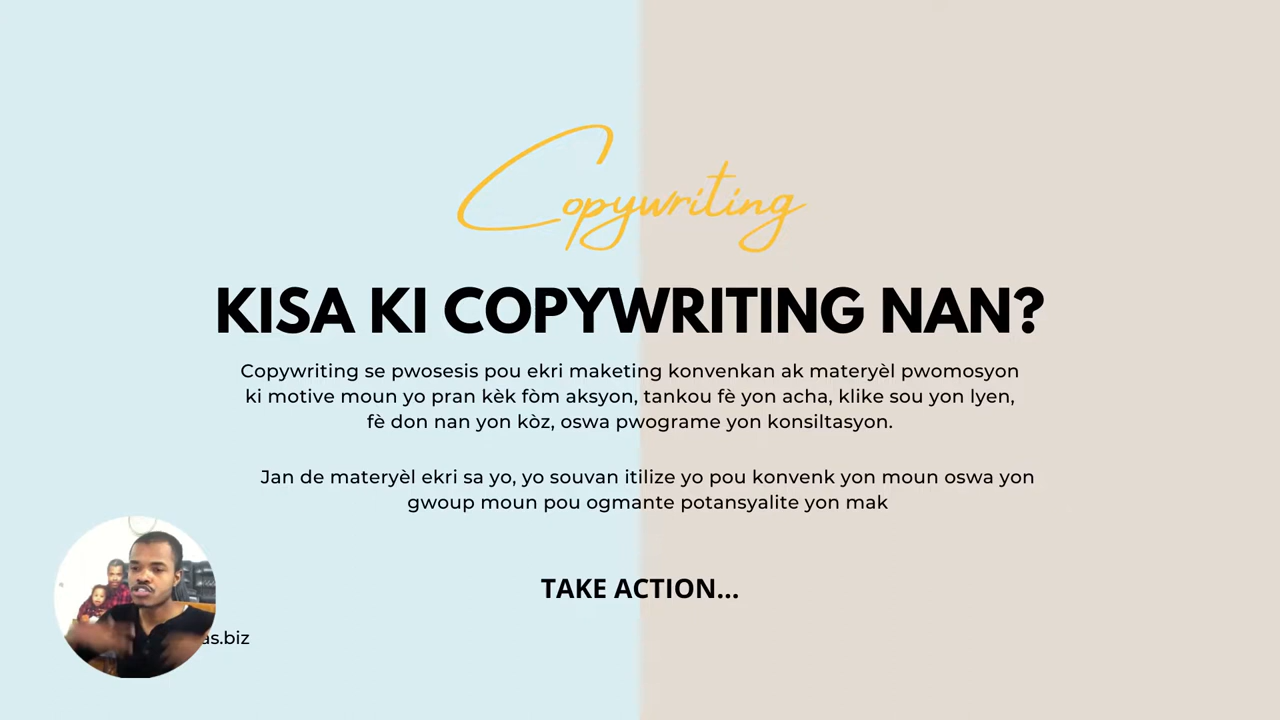 Copywriting
KISA KI COPYWRITING NAN?
Copywriting se pwosesis pou ekri maketing konvenkan ak materyèl pwomosyon
ki motive moun yo pran kèk fòm aksyon, tankou fè yon acha, klike sou yon lyen,
fè don nan yon kòz, oswa pwograme yon konsiltasyon.
Jan de materyèl ekri sa yo, yo souvan itilize yo pou konvenk yon moun oswa yon
gwoup moun pou ogmante potansyalite yon mak
TAKE ACTION...